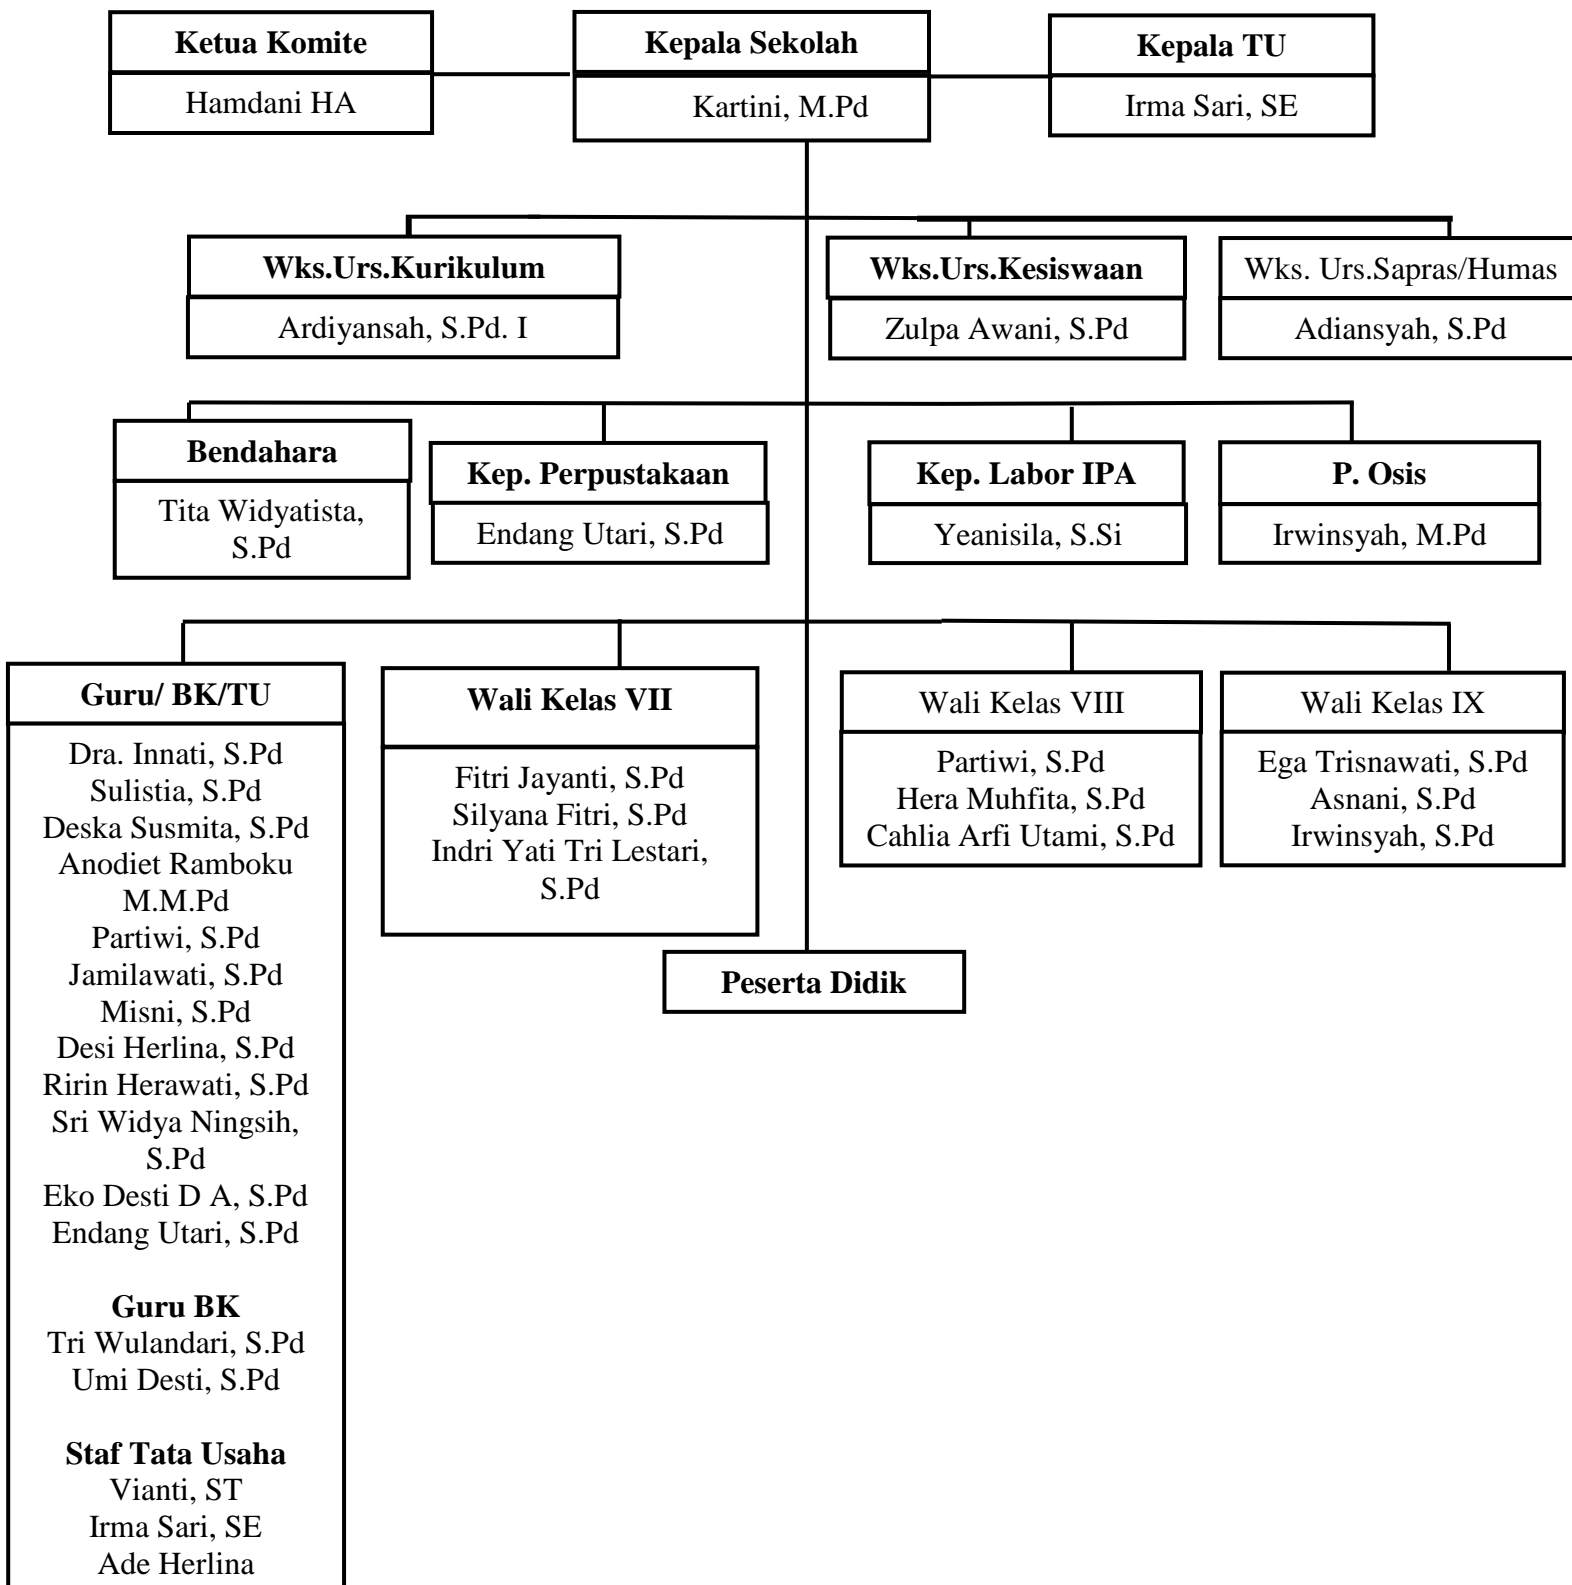 Ketua Komite
Hamdani HA
Kepala Sekolah
Kartini, M.Pd
Kepala TU
Irma Sari, SE
Wks.Urs.Kurikulum
Ardiyansah, S.Pd. I
Wks.Urs.Kesiswaan
Zulpa Awani, S.Pd
Wks. Urs.Sapras/Humas
Adiansyah, S.Pd
Bendahara
Tita Widyatista,
S.Pd
Kep. Perpustakaan
Endang Utari, S.Pd
Kep. Labor IPA
Yeanisila, S.Si
P. Osis
Irwinsyah, M.Pd
Guru/ BK/TU
Dra. Innati, S.Pd
Sulistia, S.Pd
Deska Susmita, S.Pd
Anodiet Ramboku
M.M.Pd
Partiwi, S.Pd
Jamilawati, S.Pd
Misni, S.Pd
Desi Herlina, S.Pd
Ririn Herawati, S.Pd
Sri Widya Ningsih,
S.Pd
Eko Desti D A, S.Pd
Endang Utari, S.Pd
Guru BK
Tri Wulandari, S.Pd
Umi Desti, S.Pd
Staf Tata Usaha
Vianti, ST
Irma Sari, SE
Ade Herlina
Wali Kelas VII
Fitri Jayanti, S.Pd
Silyana Fitri, S.Pd
Indri Yati Tri Lestari,
S.Pd
Wali Kelas VIII
Partiwi, S.Pd
Hera Muhfita, S.Pd
Cahlia Arfi Utami, S.Pd
Wali Kelas IX
Ega Trisnawati, S.Pd
Asnani, S.Pd
Irwinsyah, S.Pd
Peserta Didik